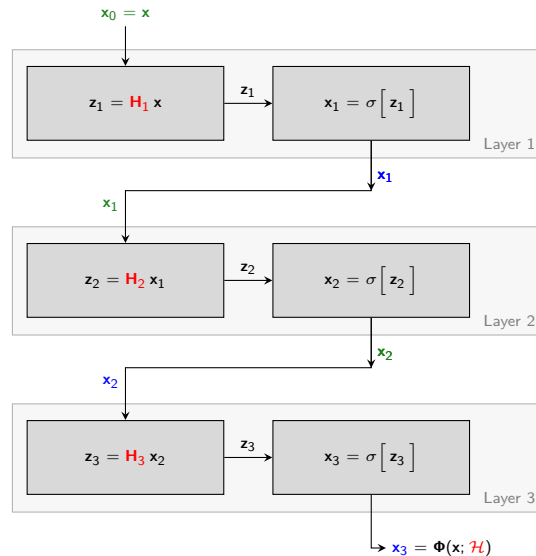 x₀ = x
z₁ = H₁ x
z₁
x₁ = σ[ z₁ ]
Layer 1
x₁
x₁
z₂ = H₂ x₁
z₂
x₂ = σ[ z₂ ]
Layer 2
x₂
x₂
z₃ = H₃ x₂
z₃
x₃ = σ[ z₃ ]
Layer 3
x₃ = Φ(x; ℋ)